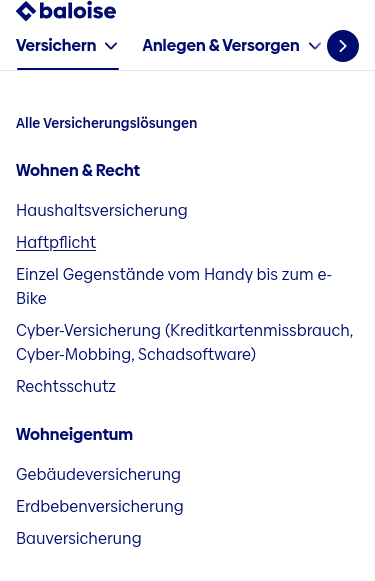 baloise
Versichern Anlegen & Versorgen
Alle Versicherungslösungen
Wohnen & Recht
Haushaltsversicherung
Haftpflicht
Einzel Gegenstände vom Handy bis zum e-
Bike
Cyber-Versicherung (Kreditkartenmissbrauch,
Cyber-Mobbing, Schadsoftware)
Rechtsschutz
Wohneigentum
Gebäudeversicherung
Erdbebenversicherung
Bauversicherung